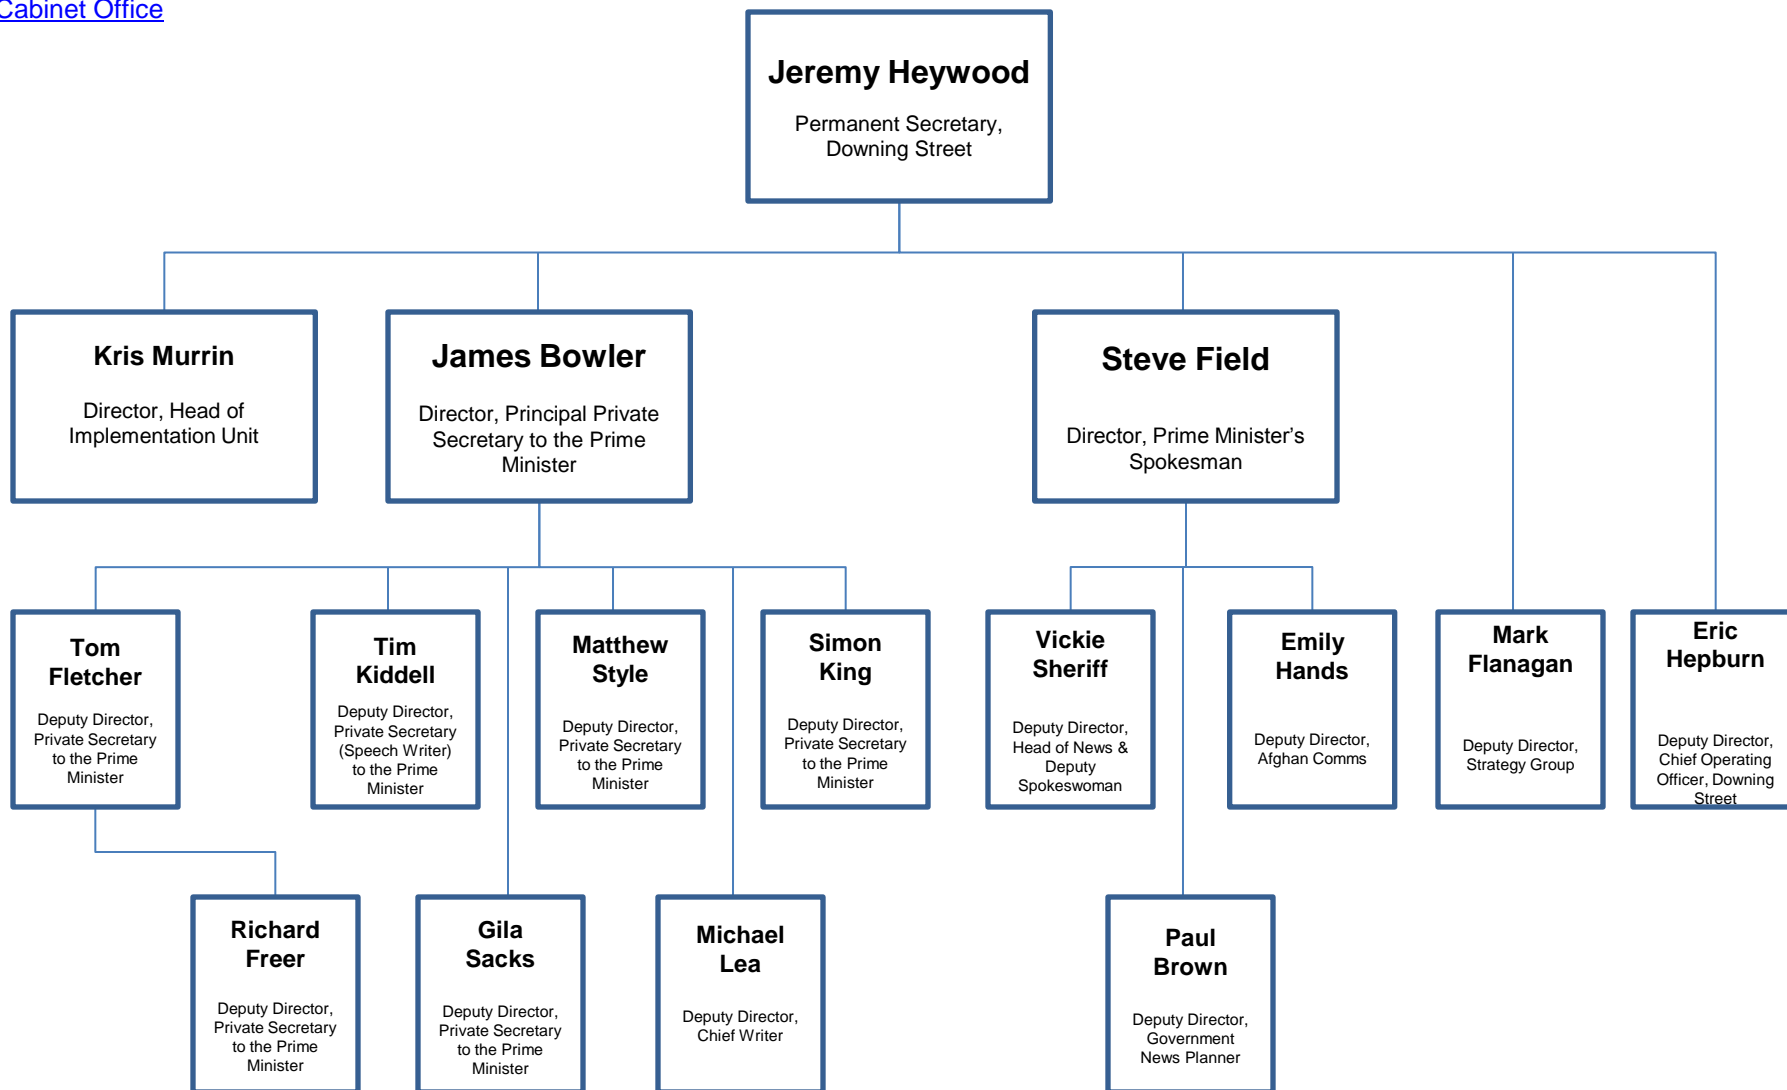 Cabinet Office
Jeremy Heywood
Permanent Secretary,
Downing Street
Kris Murrin
Director, Head of
Implementation Unit
James Bowler
Director, Principal Private
Secretary to the Prime
Minister
Steve Field
Director, Prime Minister’s
Spokesman
Tom
Fletcher
Deputy Director,
Private Secretary
to the Prime
Minister
Tim
Kiddell
Deputy Director,
Private Secretary
(Speech Writer)
to the Prime
Minister
Matthew
Style
Deputy Director,
Private Secretary
to the Prime
Minister
Simon
King
Deputy Director,
Private Secretary
to the Prime
Minister
Vickie
Sheriff
Deputy Director,
Head of News &
Deputy
Spokeswoman
Emily
Hands
Deputy Director,
Afghan Comms
Mark
Flanagan
Deputy Director,
Strategy Group
Eric
Hepburn
Deputy Director,
Chief Operating
Officer, Downing
Street
Richard
Freer
Deputy Director,
Private Secretary
to the Prime
Minister
Gila
Sacks
Deputy Director,
Private Secretary
to the Prime
Minister
Michael
Lea
Deputy Director,
Chief Writer
Paul
Brown
Deputy Director,
Government
News Planner